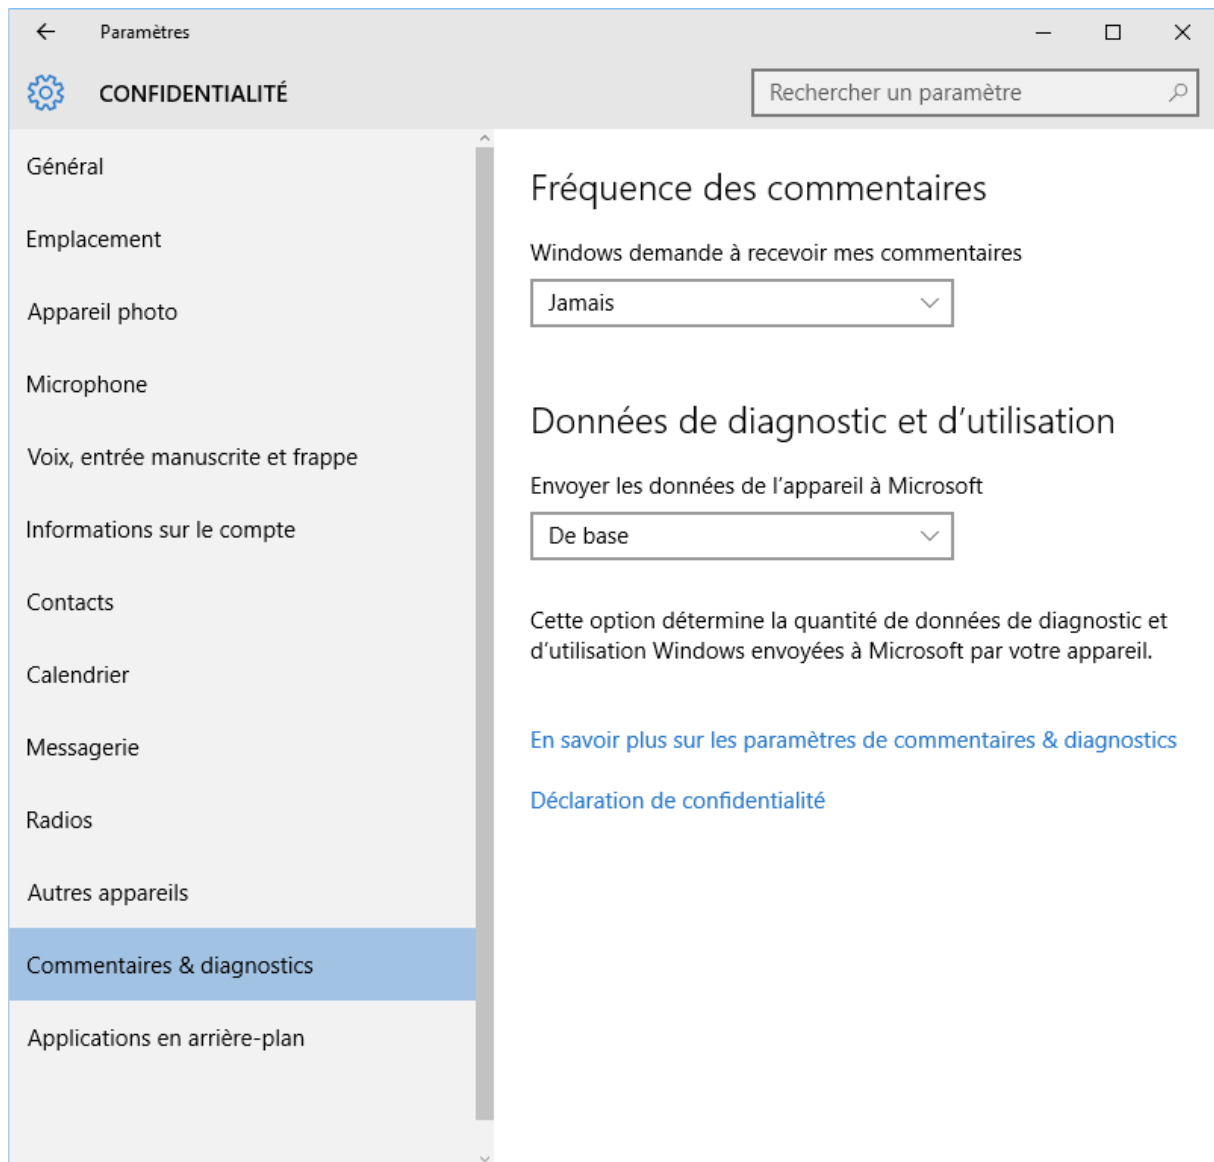 Paramètres
CONFIDENTIALITÉ
Rechercher un paramètre
Général
Emplacement
Appareil photo
Microphone
Voix, entrée manuscrite et frappe
Informations sur le compte
Contacts
Calendrier
Messagerie
Radios
Autres appareils
Commentaires & diagnostics
Applications en arrière-plan
Fréquence des commentaires
Windows demande à recevoir mes commentaires
Jamais
Données de diagnostic et d’utilisation
Envoyer les données de l’appareil à Microsoft
De base
Cette option détermine la quantité de données de diagnostic et
d’utilisation Windows envoyées à Microsoft par votre appareil.
En savoir plus sur les paramètres de commentaires & diagnostics
Déclaration de confidentialité